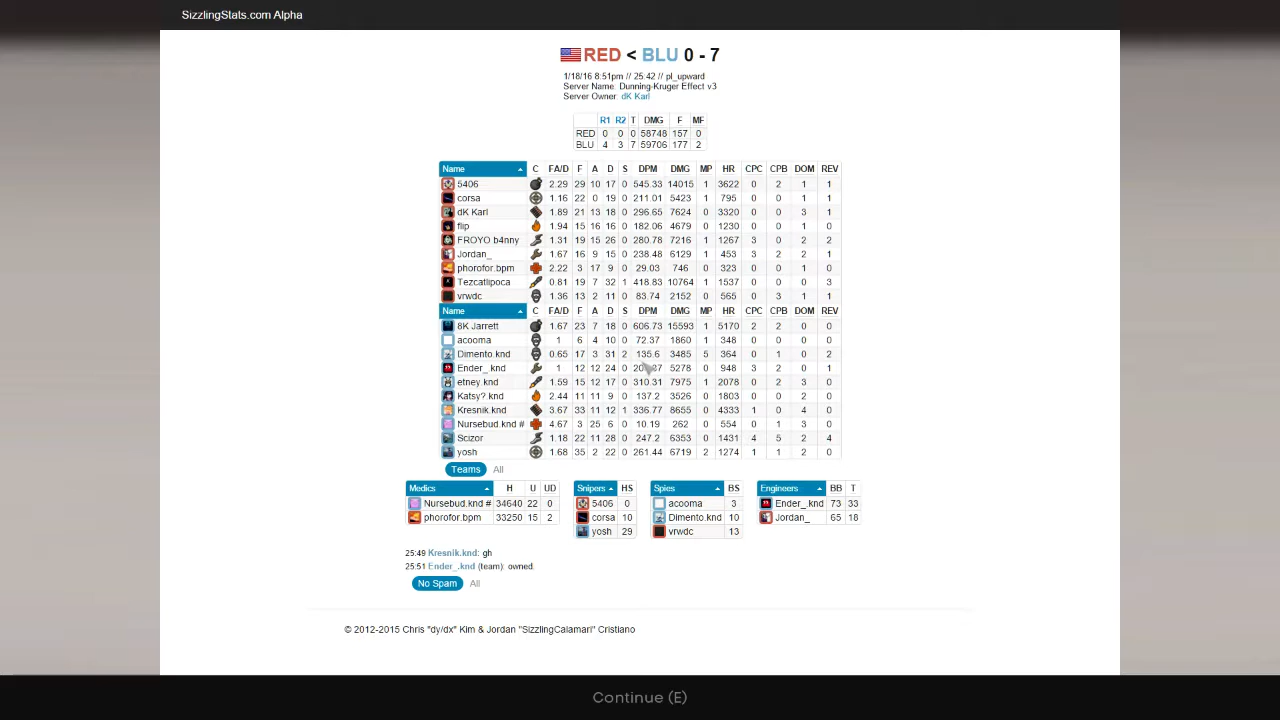 SizzlingStats.com Alpha
RED < BLU 0 - 7
1/18/16 8:51pm // 25:42 // pl_upward
Server Name: Dunning-Kruger Effect v3
Server Owner: dK Karl
R1 R2 T DMG F MF
RED 0 0 0 58748 157 0
BLU 4 3 7 59706 177 2
Name C FA/D F A D S DPM DMG MP HR CPC CPB DOM REV
5406 2.29 29 10 17 0 545.33 14015 1 3622 0 2 1 1
corsa 1.16 22 0 19 0 211.01 5423 1 795 0 0 1 1
dK Karl 1.89 21 13 18 0 296.65 7624 0 3320 0 0 3 1
flip 1.94 15 16 16 0 182.06 4679 0 1230 0 0 1 0
FROYO b4nny 1.31 19 15 26 0 280.78 7216 1 1267 3 0 2 2
Jordan_ 1.67 16 9 15 0 238.48 6129 1 453 3 2 2 1
phorofor.bpm 2.22 3 17 9 0 29.03 746 0 323 0 0 1 0
Tezcatlipoca 0.81 19 7 32 1 418.83 10764 1 1537 0 0 0 3
vrwdc 1.36 13 2 11 0 83.74 2152 0 565 0 3 1 1
Name C FA/D F A D S DPM DMG MP HR CPC CPB DOM REV
8K Jarrett 1.67 23 7 18 0 606.73 15593 1 5170 2 2 0 0
acooma 1 6 4 10 0 72.37 1860 1 348 0 0 0 0
Dimento.knd 0.65 17 3 31 2 135.6 3485 5 364 0 1 0 2
Ender_.knd 1 12 12 24 0 5278 0 948 3 2 0 1
etney.knd 1.59 15 12 17 0 310.31 7975 1 2078 0 2 3 0
Katsy?.knd 2.44 11 11 9 0 137.2 3526 0 1803 0 0 2 0
Kresnik.knd 3.67 33 11 12 1 336.77 8655 0 4333 1 0 4 0
Nursebud.knd # 4.67 3 25 6 0 10.19 262 0 554 0 1 3 0
Scizor 1.18 22 11 28 0 247.2 6353 0 1431 4 5 2 4
yosh 1.68 35 2 22 0 261.44 6719 2 1274 1 1 2 0
Teams All
Medics H U UD
Nursebud.knd # 34640 22 0
phorofor.bpm 33250 15 2
Snipers HS
5406 0
corsa 10
yosh 29
Spies BS
acooma 3
Dimento.knd 10
vrwdc 13
Engineers BB T
Ender_.knd 73 33
Jordan_ 65 18
25:49 Kresnik.knd: gh
25:51 Ender_.knd (team): owned.
No Spam All
© 2012-2015 Chris "dy/dx" Kim & Jordan "SizzlingCalamari" Cristiano
Continue (E)